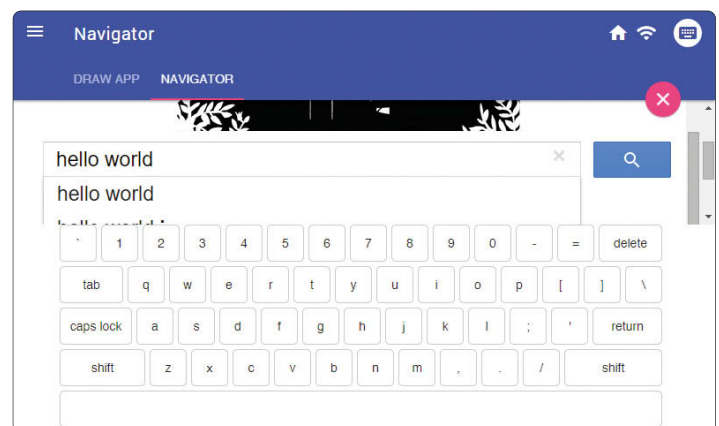 Navigator
DRAW APP NAVIGATOR
hello world
hello world
` 1 2 3 4 5 6 7 8 9 0 - = delete
tab q w e r t y u i o p [ ] \
caps lock a s d f g h j k l ; ' return
shift z x c v b n m , . / shift